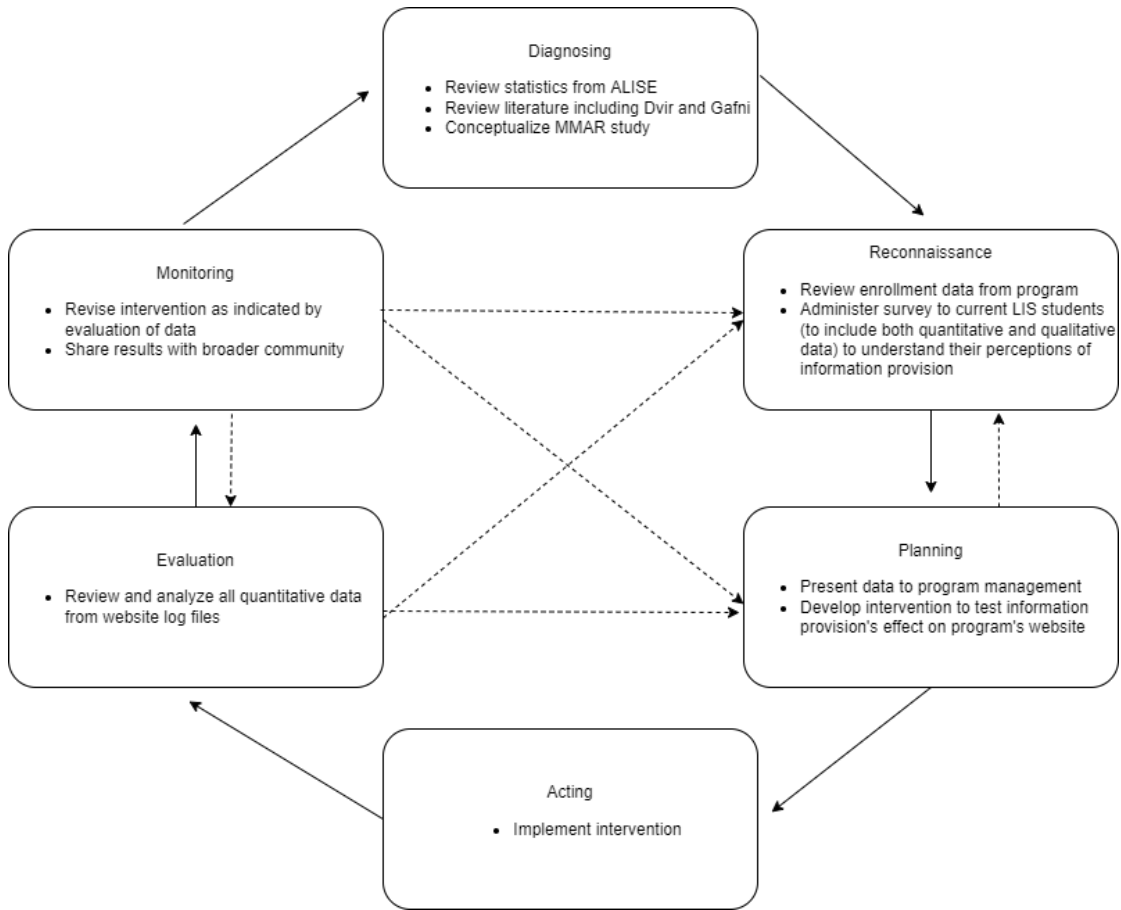 Diagnosing
• Review statistics from ALISE
• Review literature including Dvir and Gafni
• Conceptualize MMAR study
Monitoring
• Revise intervention as indicated by
evaluation of data
• Share results with broader community
Reconnaissance
• Review enrollment data from program
• Administer survey to current LIS students
(to include both quantitative and qualitative
data) to understand their perceptions of
information provision
Evaluation
• Review and analyze all quantitative data
from website log files
Planning
• Present data to program management
• Develop intervention to test information
provision's effect on program's website
Acting
• Implement intervention